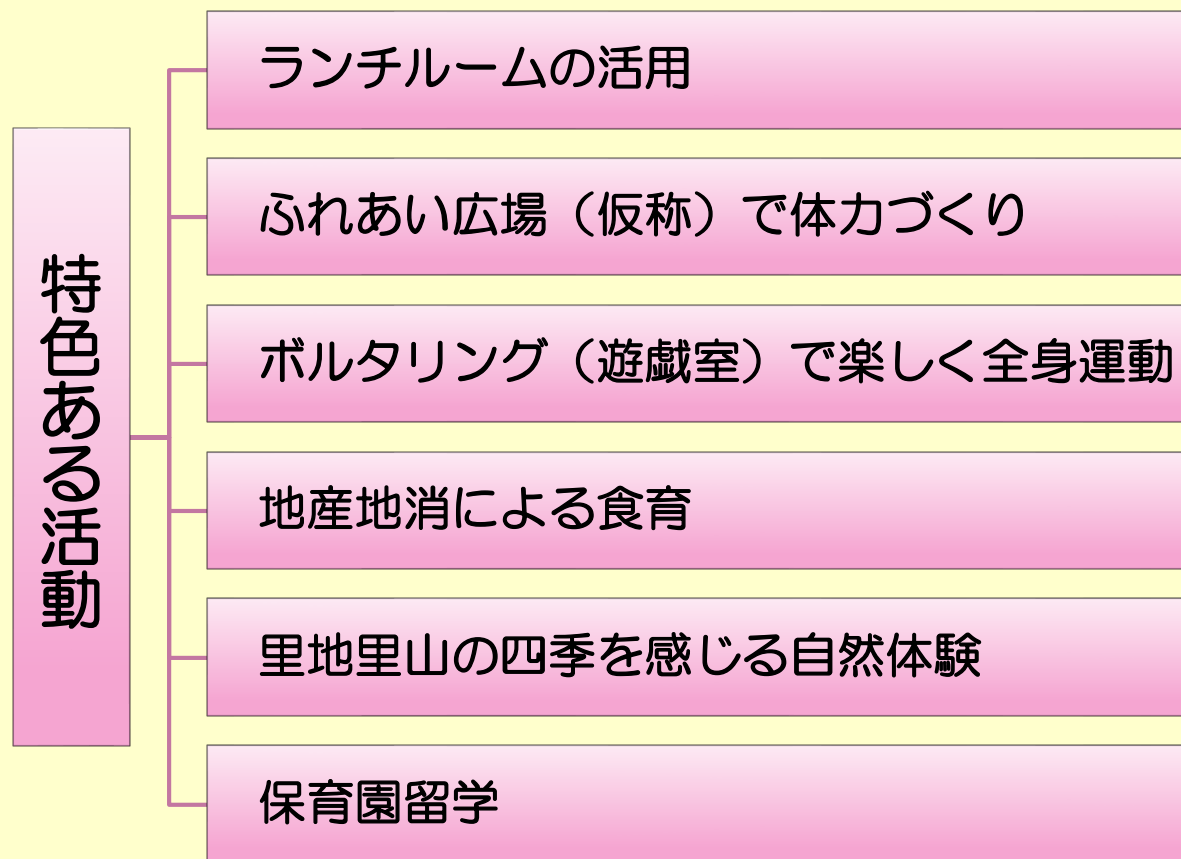 特色ある活動
ランチルームの活用
ふれあい広場（仮称）で体力づくり
ボルタリング（遊戯室）で楽しく全身運動
地産地消による食育
里地里山の四季を感じる自然体験
保育園留学